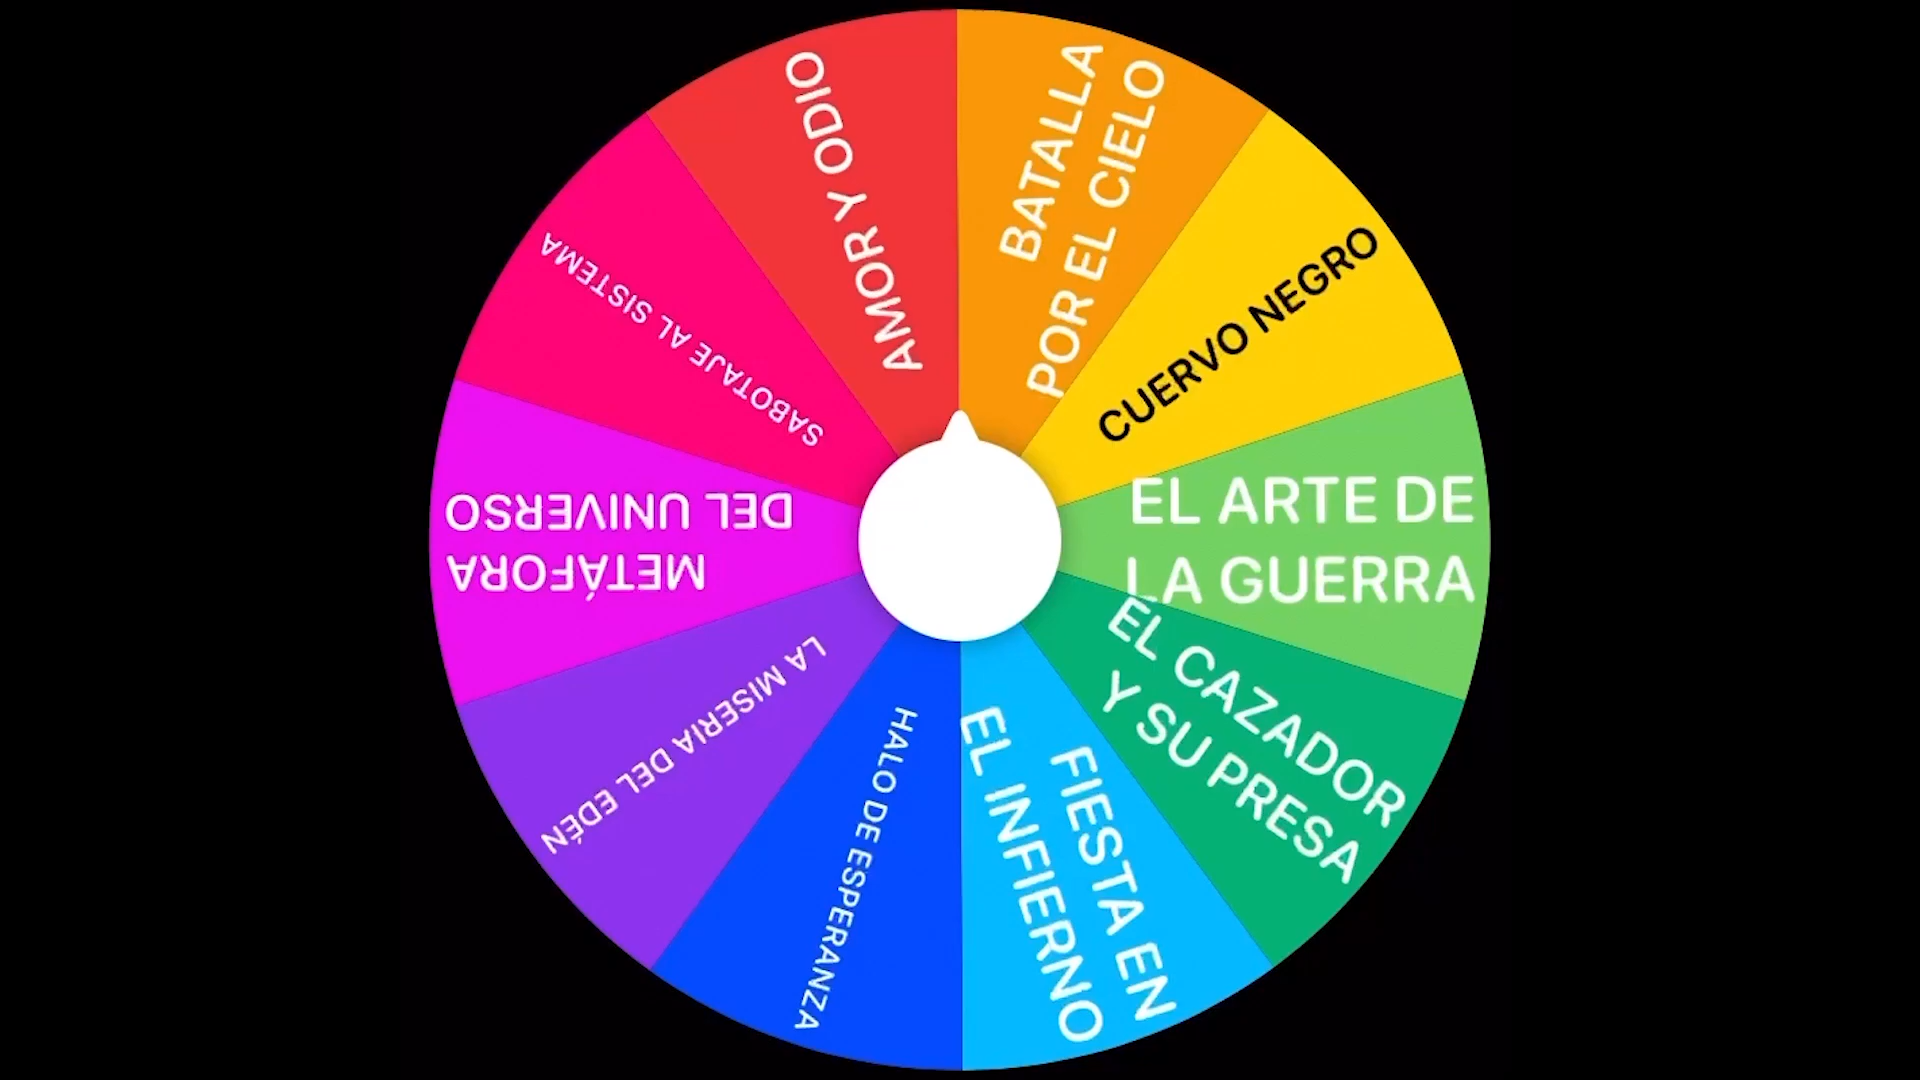 AMOR Y ODIO
BATALLA
POR EL CIELO
CUERVO NEGRO
EL ARTE DE
LA GUERRA
EL CAZADOR
Y SU PRESA
FIESTA EN
EL INFIERNO
HALO DE ESPERANZA
LA MISERIA DEL EDÉN
METÁFORA
DEL UNIVERSO
SABOTAJE AL SISTEMA